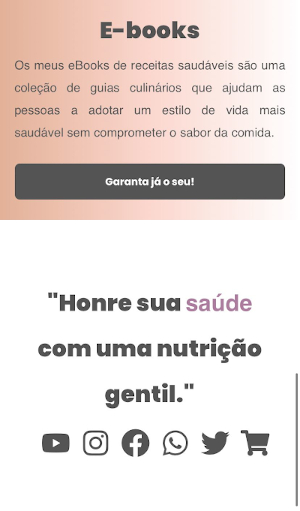 E-books
Os meus eBooks de receitas saudáveis são uma
coleção de guias culinários que ajudam as
pessoas a adotar um estilo de vida mais
saudável sem comprometer o sabor da comida.
Garanta já o seu!
"Honre sua saúde
com uma nutrição
gentil."